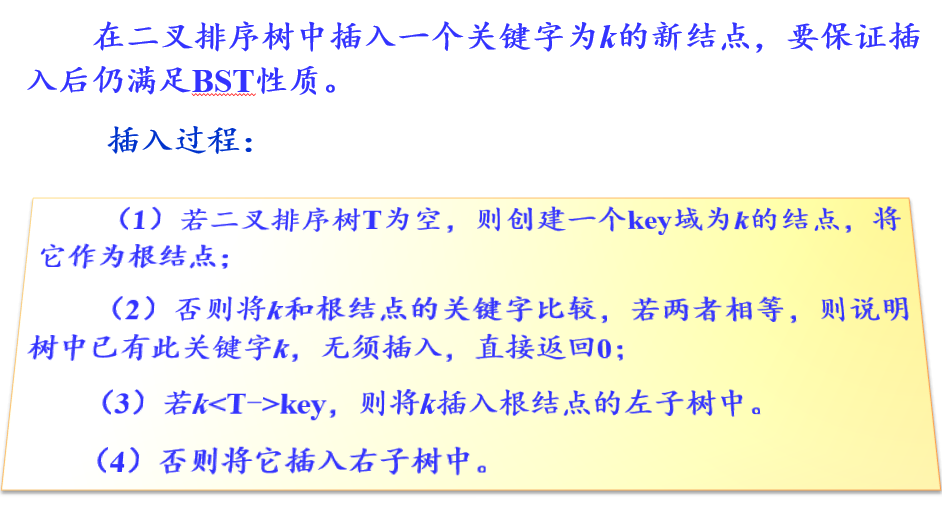 在二叉排序树中插入一个关键字为k的新结点，要保证插
入后仍满足BST性质。
插入过程：
（1）若二叉排序树T为空，则创建一个key域为k的结点，将
它作为根结点；
（2）否则将k和根结点的关键字比较，若两者相等，则说明
树中已有此关键字k，无须插入，直接返回0；
（3）若k<T->key，则将k插入根结点的左子树中。
（4）否则将它插入右子树中。